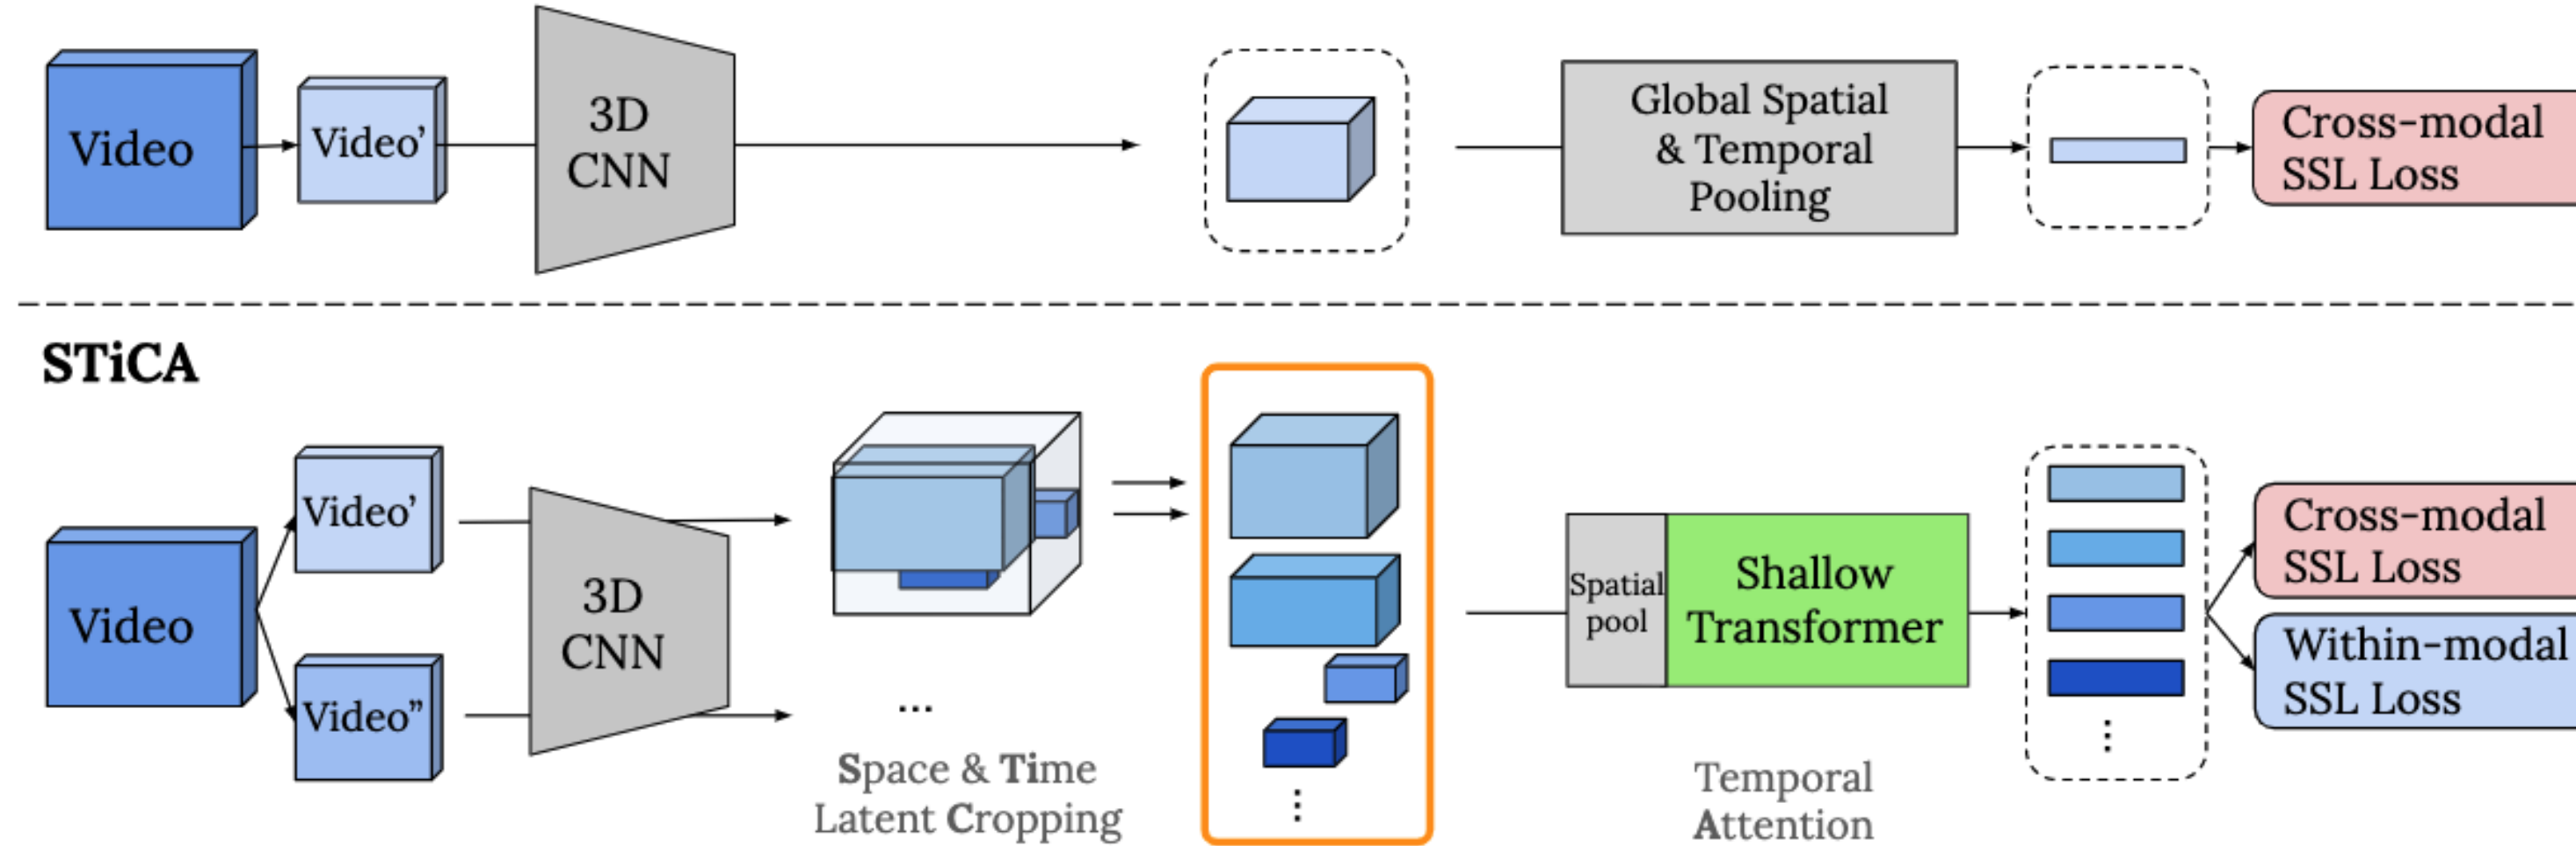 Video
Video’
3D
CNN
Global Spatial
& Temporal
Pooling
Cross-modal
SSL Loss
STiCA
Video
Video’
Video”
3D
CNN
...
Space & Time
Latent Cropping
...
Spatial
pool
Shallow
Transformer
Temporal
Attention
...
Cross-modal
SSL Loss
Within-modal
SSL Loss